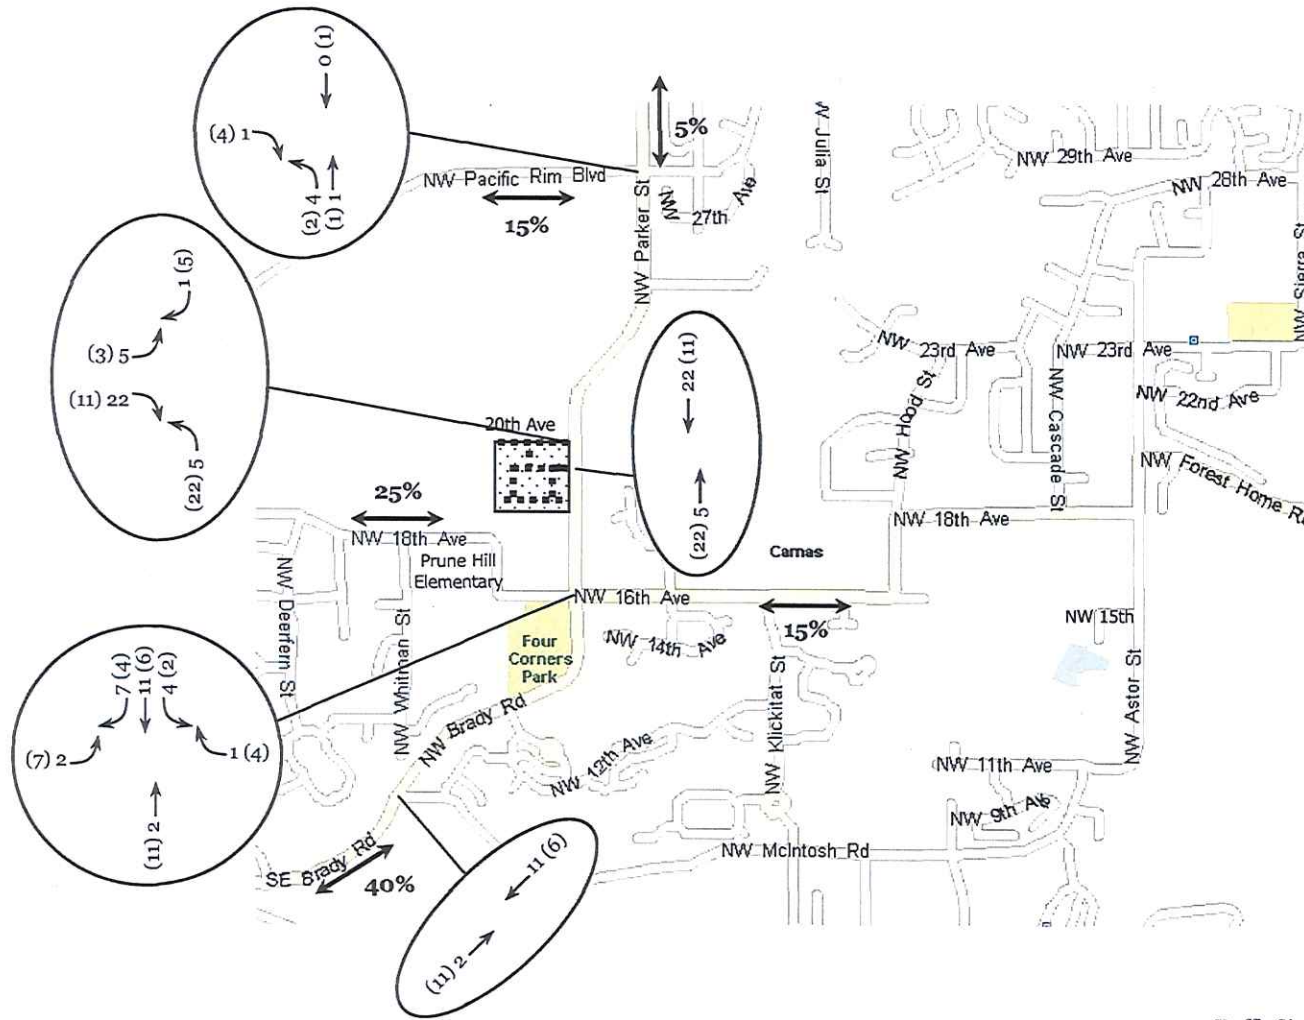 0 (1)
(4) 1
(2) 4
(1) 1
5%
NW Pacific Rim Blvd
15%
NW Parker St
NW 27th Ave
W Julia St
NW 29th Ave
NW 28th Ave
NW Sierra St
1 (5)
(3) 5
(11) 22
(22) 5
22 (11)
(22) 5
20th Ave
25%
NW 18th Ave
Prune Hill
Elementary
NW 23rd Ave
NW 23rd Ave
NW Hood St
NW Cascade St
NW 22nd Ave
NW Forest Home Rd
NW 18th Ave
Camas
NW 16th Ave
15%
NW 15th
NW 14th Ave
Four
Corners
Park
NW Deerfern St
NW Whitman St
NW Brady Rd
NW 12th Ave
NW Klickitat St
NW Astor St
NW 11th Ave
NW 9th Ave
NW McIntosh Rd
SE Brady Rd
40%
7 (4)
11 (6)
4 (2)
(7) 2
1 (4)
(11) 2
11 (6)
(11) 2